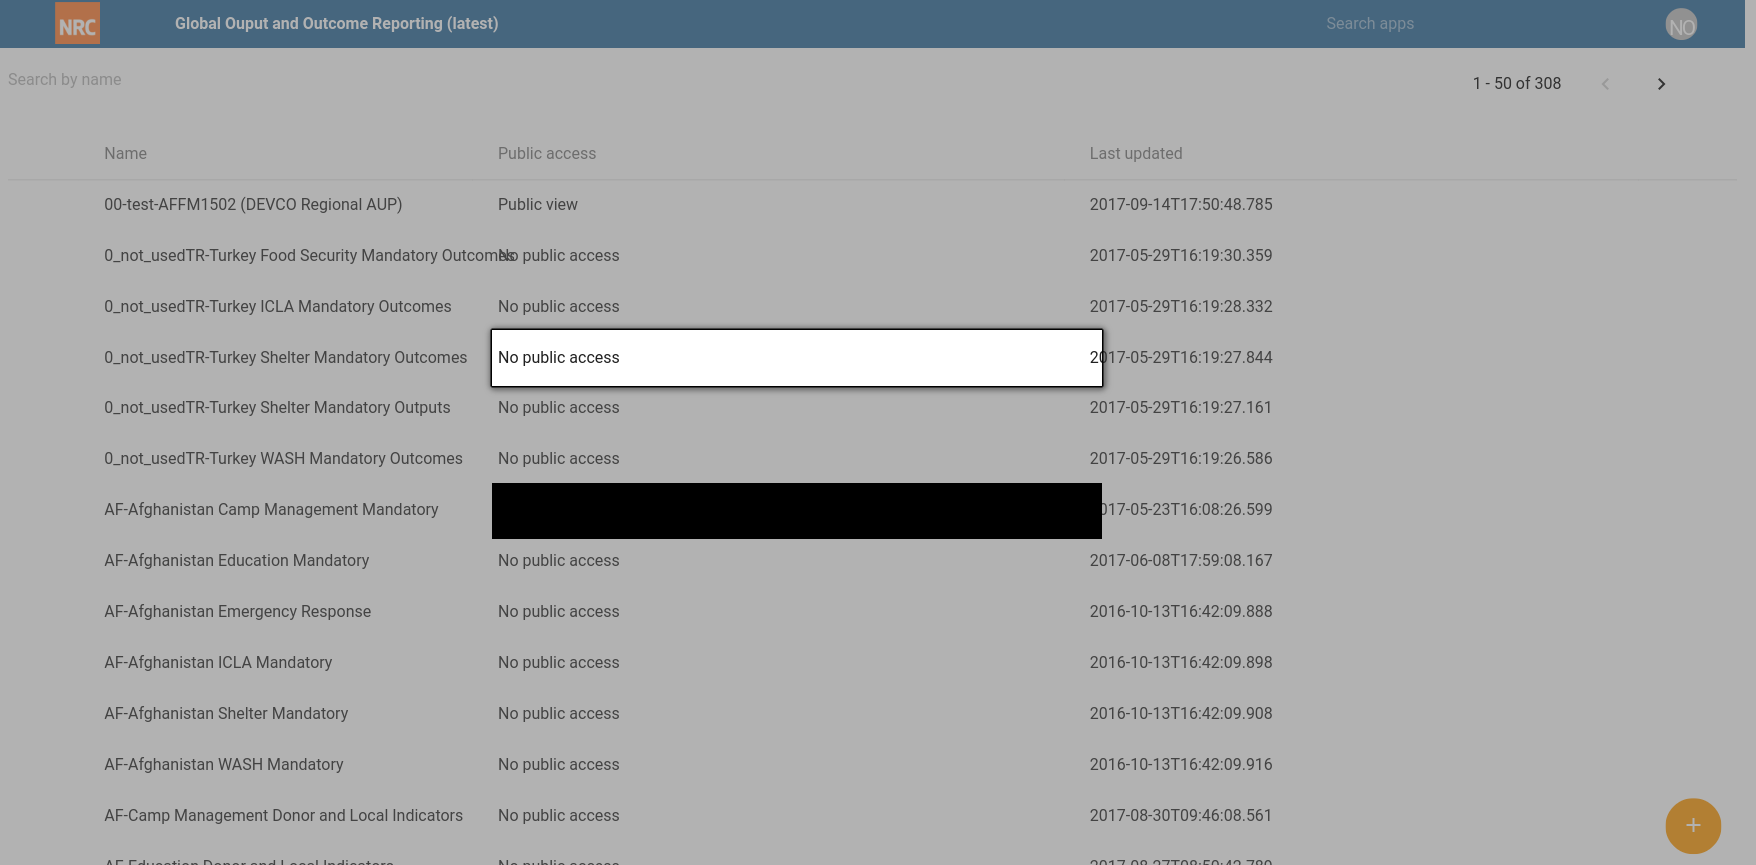 NRC Global Ouput and Outcome Reporting (latest) Search apps NO
Search by name 1 - 50 of 308
Name Public access Last updated
00-test-AFFM1502 (DEVCO Regional AUP) Public view 2017-09-14T17:50:48.785
0_not_usedTR-Turkey Food Security Mandatory Outcomes No public access 2017-05-29T16:19:30.359
0_not_usedTR-Turkey ICLA Mandatory Outcomes No public access 2017-05-29T16:19:28.332
0_not_usedTR-Turkey Shelter Mandatory Outcomes No public access 2017-05-29T16:19:27.844
0_not_usedTR-Turkey Shelter Mandatory Outputs No public access 2017-05-29T16:19:27.161
0_not_usedTR-Turkey WASH Mandatory Outcomes No public access 2017-05-29T16:19:26.586
AF-Afghanistan Camp Management Mandatory 017-05-23T16:08:26.599
AF-Afghanistan Education Mandatory No public access 2017-06-08T17:59:08.167
AF-Afghanistan Emergency Response No public access 2016-10-13T16:42:09.888
AF-Afghanistan ICLA Mandatory No public access 2016-10-13T16:42:09.898
AF-Afghanistan Shelter Mandatory No public access 2016-10-13T16:42:09.908
AF-Afghanistan WASH Mandatory No public access 2016-10-13T16:42:09.916
AF-Camp Management Donor and Local Indicators No public access 2017-08-30T09:46:08.561
AF-Education Donor and Local Indicators No public access